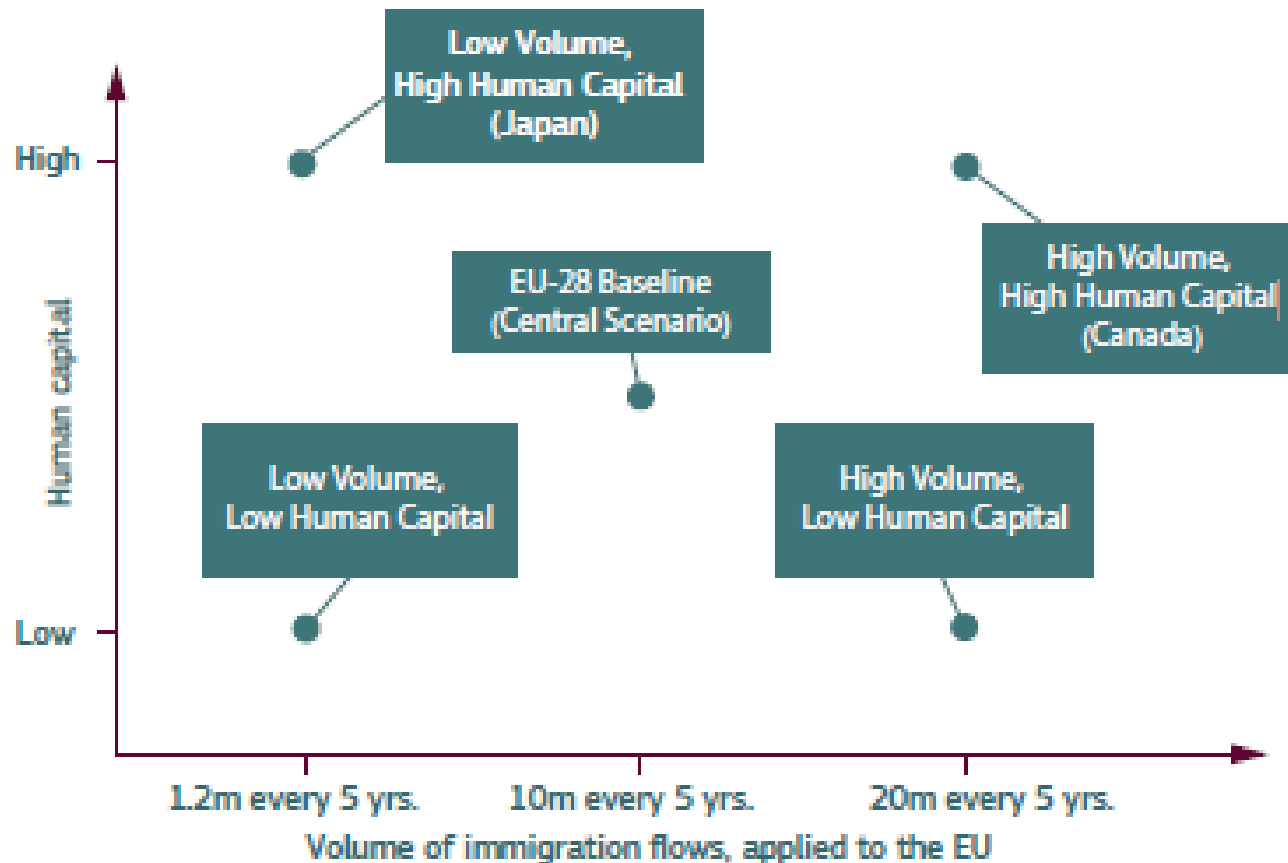 Low Volume,
High Human Capital
(Japan)
High
High Volume,
High Human Capital
(Canada)
EU-28 Baseline
(Central Scenario)
Human capital
Low Volume,
Low Human Capital
High Volume,
Low Human Capital
Low
1.2m every 5 yrs.
10m every 5 yrs.
20m every 5 yrs.
Volume of immigration flows, applied to the EU